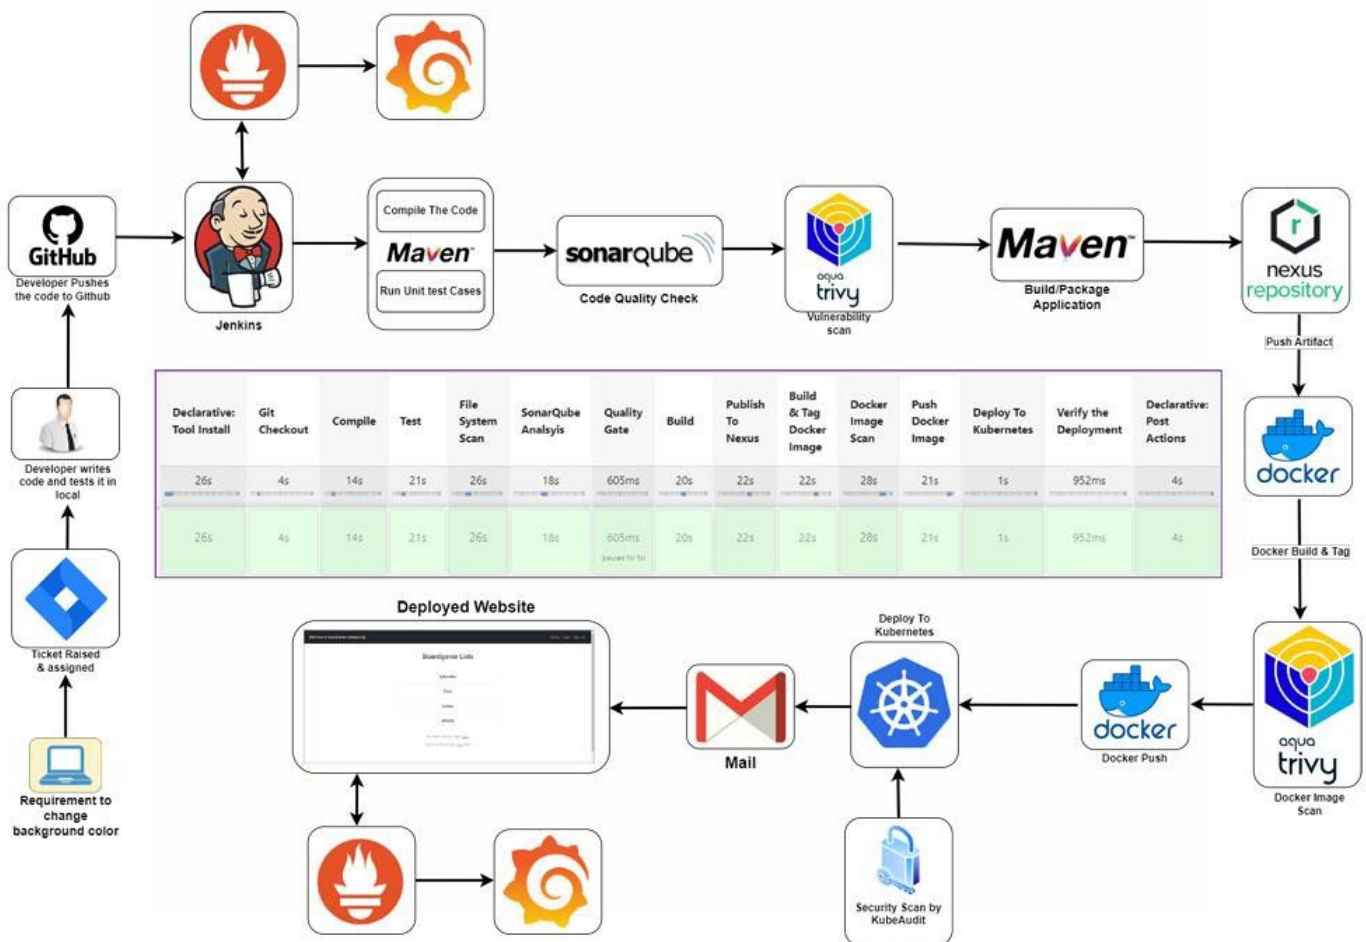 GitHub
Developer Pushes
the code to Github
Jenkins
Compile The Code
Maven™
Run Unit test Cases
sonarqube
Code Quality Check
aqua
trivy
Vulnerability
scan
Maven™
Build/Package
Application
nexus
repository
Push Artifact
Developer writes
code and tests it in
local
Declarative:
Tool Install
Git
Checkout
Compile
Test
File
System
Scan
SonarQube
Analsyis
Quality
Gate
Build
Publish
To
Nexus
Build
& Tag
Docker
Image
Docker
Image
Scan
Push
Docker
Image
Deploy To
Kubernetes
Verify the
Deployment
Declarative:
Post
Actions
26s 4s 14s 21s 26s 18s 605ms 20s 22s 22s 28s 21s 1s 952ms 4s
26s 4s 14s 21s 26s 18s 605ms 20s 22s 22s 28s 21s 1s 952ms 4s
docker
Docker Build & Tag
Ticket Raised
& assigned
Requirement to
change
background color
Deployed Website
Boardgame Lists
Mail
Deploy To
Kubernetes
docker
Docker Push
aqua
trivy
Docker Image
Scan
Security Scan by
KubeAudit